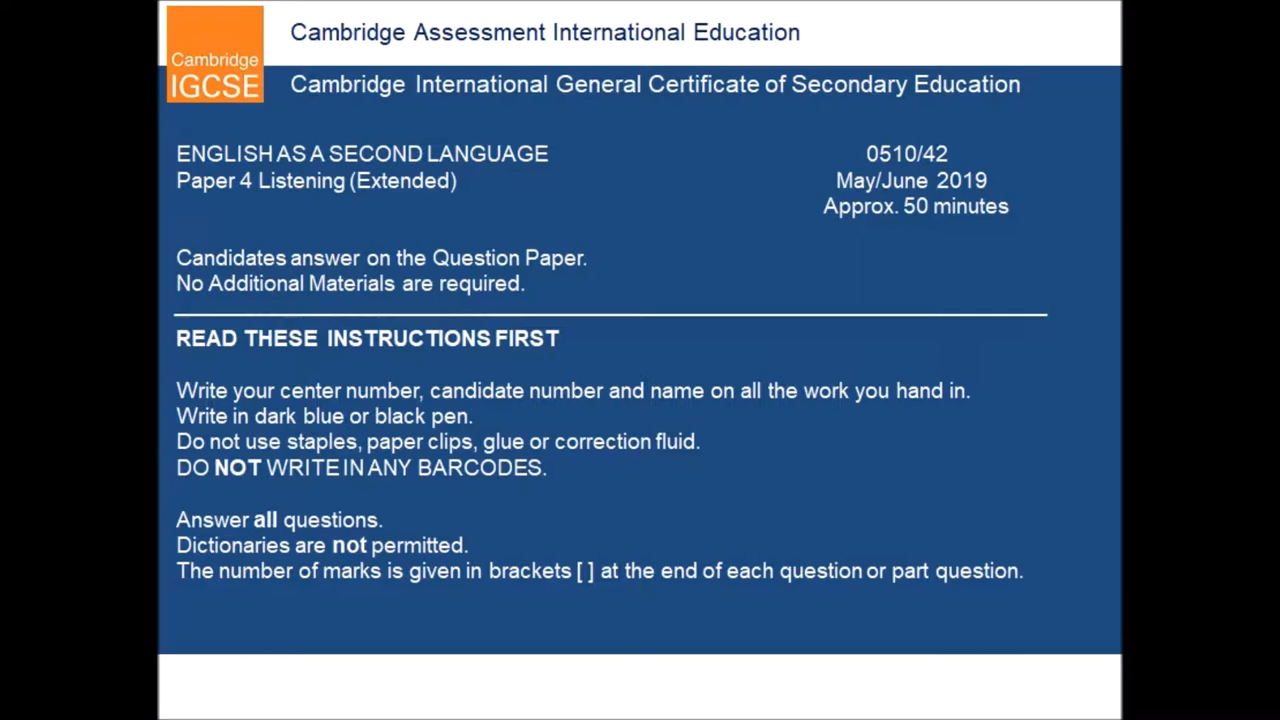 Cambridge Assessment International Education
Cambridge
IGCSE
Cambridge International General Certificate of Secondary Education
ENGLISH AS A SECOND LANGUAGE 0510/42
Paper 4 Listening (Extended) May/June 2019
Approx. 50 minutes
Candidates answer on the Question Paper.
No Additional Materials are required.
READ THESE INSTRUCTIONS FIRST
Write your center number, candidate number and name on all the work you hand in.
Write in dark blue or black pen.
Do not use staples, paper clips, glue or correction fluid.
DO NOT WRITE IN ANY BARCODES.
Answer all questions.
Dictionaries are not permitted.
The number of marks is given in brackets [ ] at the end of each question or part question.